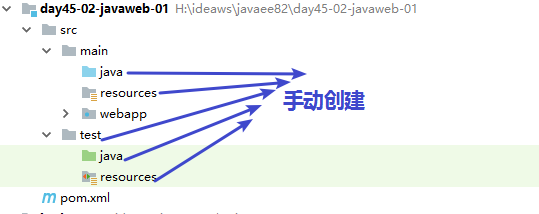 day45-02-javaweb-01 H:\ideaws\javaee82\day45-02-javaweb-01
src
main
java
resources
手动创建
webapp
test
java
resources
pom.xml